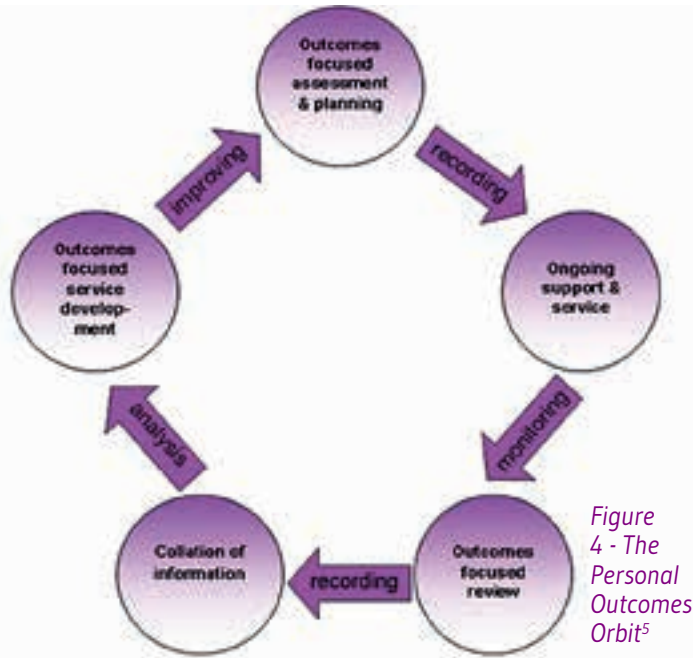 Outcomes
focused
assessment
& planning
recording
Ongoing
support &
service
monitoring
Outcomes
focused
review
recording
Collation of
information
analysis
Outcomes
focused
service
develop-
ment
improving
Figure
4 - The
Personal
Outcomes
Orbit⁵